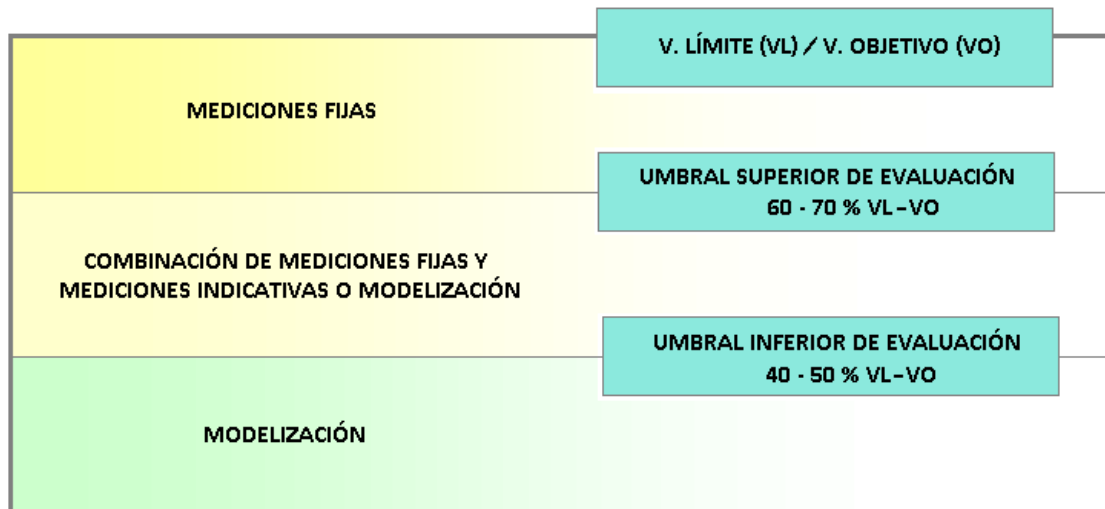 V. LÍMITE (VL) / V. OBJETIVO (VO)
MEDICIONES FIJAS
UMBRAL SUPERIOR DE EVALUACIÓN
60 - 70 % VL-VO
COMBINACIÓN DE MEDICIONES FIJAS Y
MEDICIONES INDICATIVAS O MODELIZACIÓN
UMBRAL INFERIOR DE EVALUACIÓN
40 - 50 % VL-VO
MODELIZACIÓN